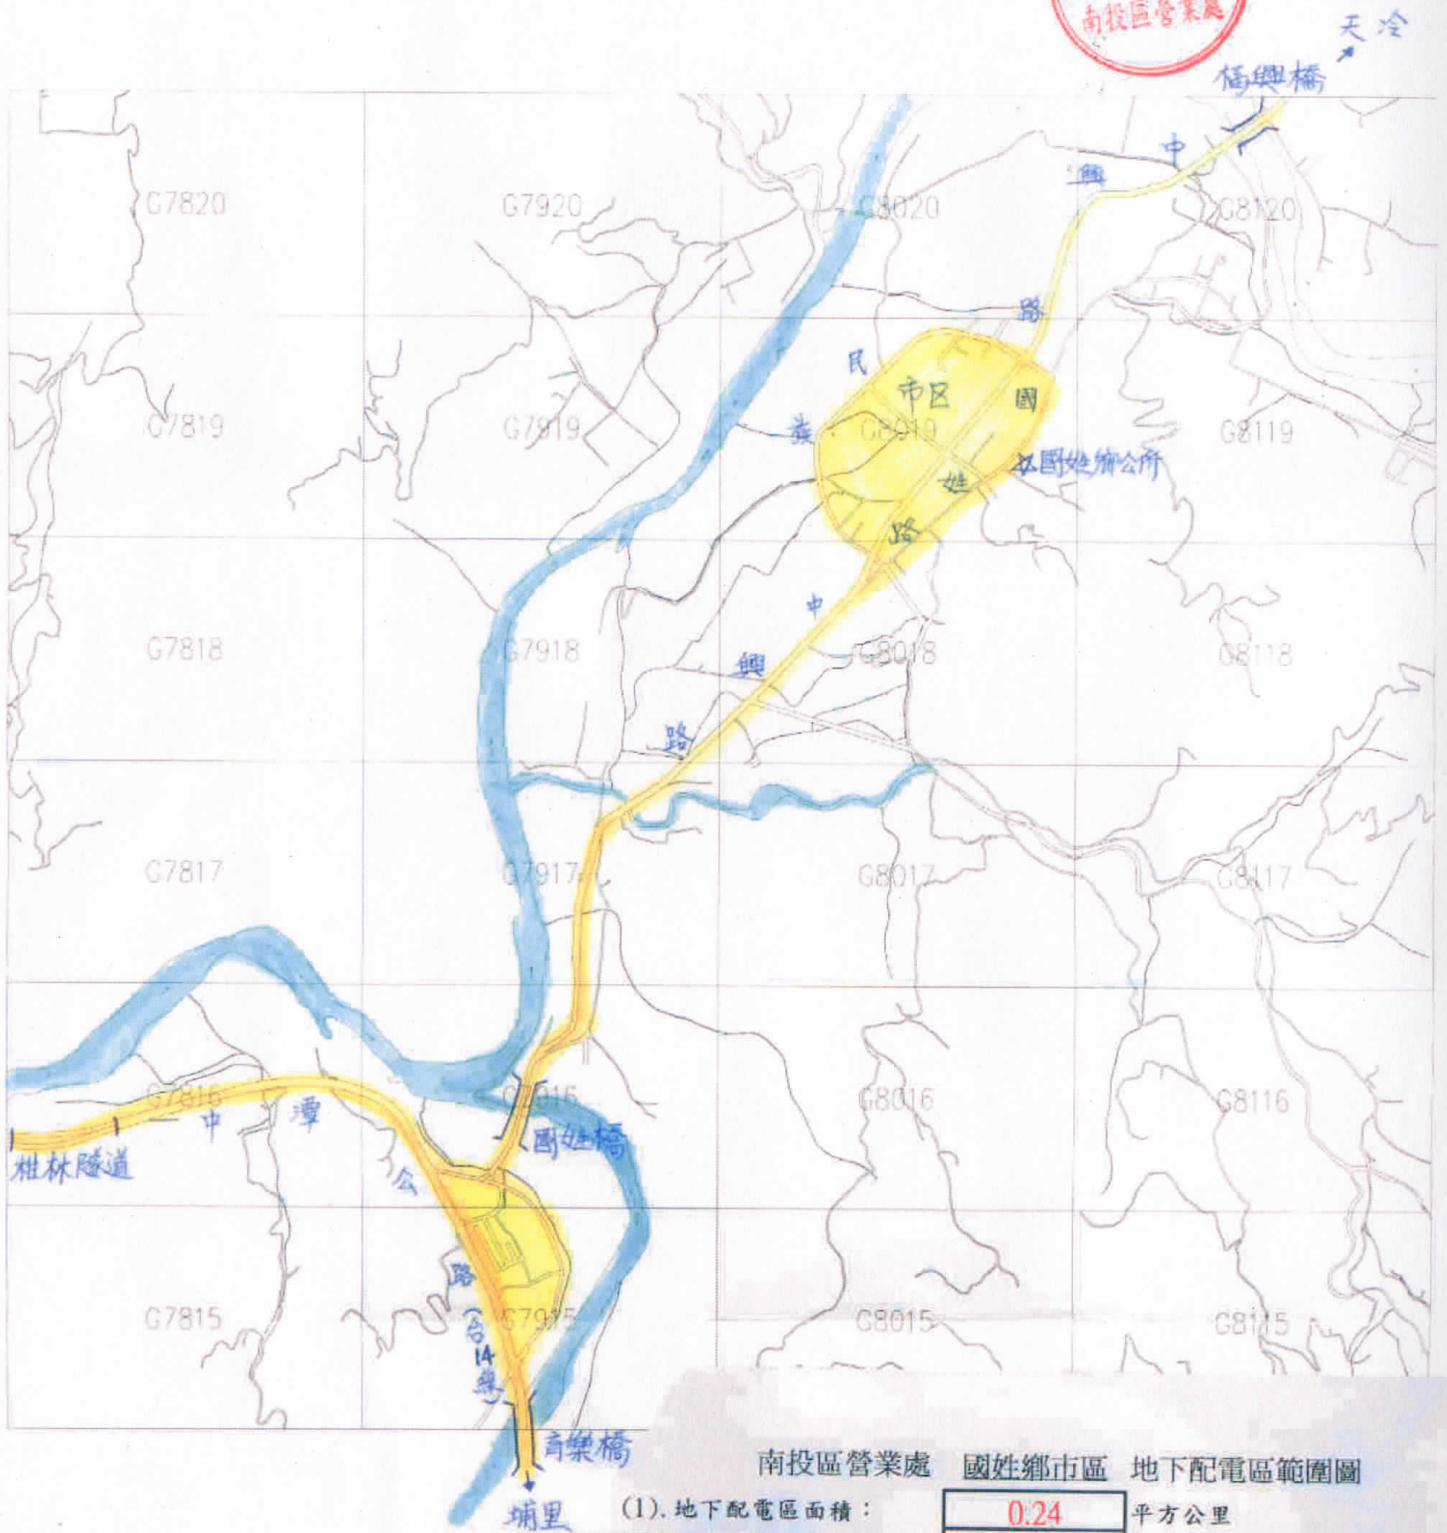 南投區營業處
天冷
福興橋
中
興
路
G7820
G7920
G8020
G8120
民
族
市区
國
姓
路
國姓鄉公所
G7819
G7919
G8019
G8119
中
興
路
G7818
G7918
G8018
G8118
G7817
G7917
G8017
G8117
G7816
G7916
G8016
G8116
中
潭
公
路
(台14線)
國姓橋
桂林隧道
G7815
G7915
G8015
G8115
育樂橋
埔里
南投區營業處 國姓鄉市區 地下配電區範圍圖
(1). 地下配電區面積： 0.24 平方公里